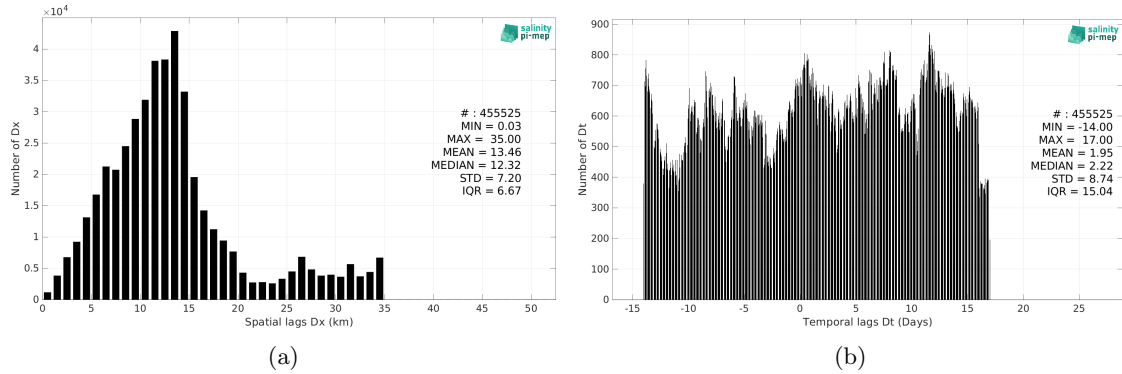 ×10⁴
4
3.5
3
2.5
2
1.5
1
0.5
0
Number of Dx
0 5 10 15 20 25 30 35 40 45 50
Spatial lags Dx (km)
salinity
pi-mep
# : 455525
MIN = 0.03
MAX = 35.00
MEAN = 13.46
MEDIAN = 12.32
STD = 7.20
IQR = 6.67
(a)
900
800
700
600
500
400
300
200
100
0
Number of Dt
-15 -10 -5 0 5 10 15 20 25
Temporal lags Dt (Days)
salinity
pi-mep
# : 455525
MIN = -14.00
MAX = 17.00
MEAN = 1.95
MEDIAN = 2.22
STD = 8.74
IQR = 15.04
(b)